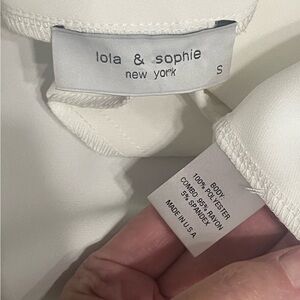 lola & sophie
new york
S
BODY:
100% POLYESTER
COMBO: 95% RAYON
5% SPANDEX
MADE IN U.S.A.